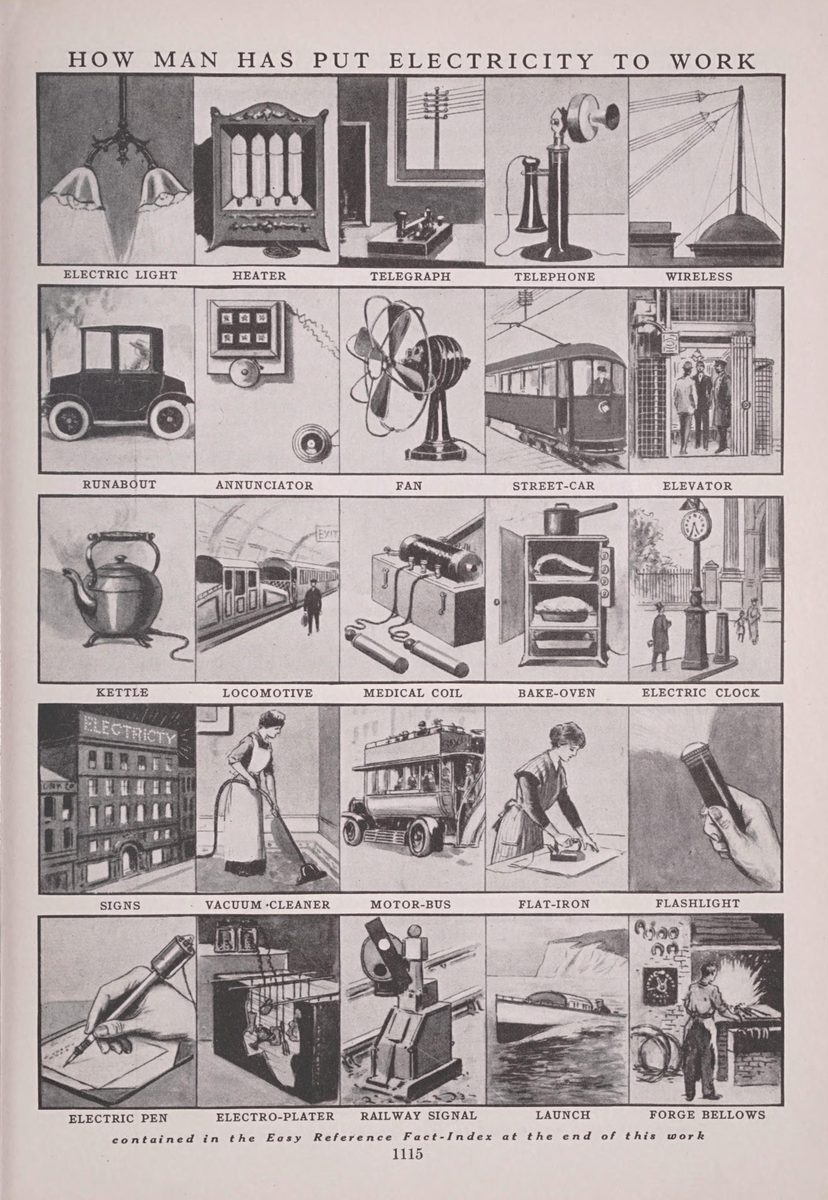 HOW MAN HAS PUT ELECTRICITY TO WORK
ELECTRIC LIGHT HEATER TELEGRAPH TELEPHONE WIRELESS
RUNABOUT ANNUNCIATOR FAN STREET-CAR ELEVATOR
EXIT
KETTLE LOCOMOTIVE MEDICAL COIL BAKE-OVEN ELECTRIC CLOCK
ELECTRICTY
SIGNS VACUUM CLEANER MOTOR-BUS FLAT-IRON FLASHLIGHT
ELECTRIC PEN ELECTRO-PLATER RAILWAY SIGNAL LAUNCH FORGE BELLOWS
contained in the Easy Reference Fact-Index at the end of this work
1115